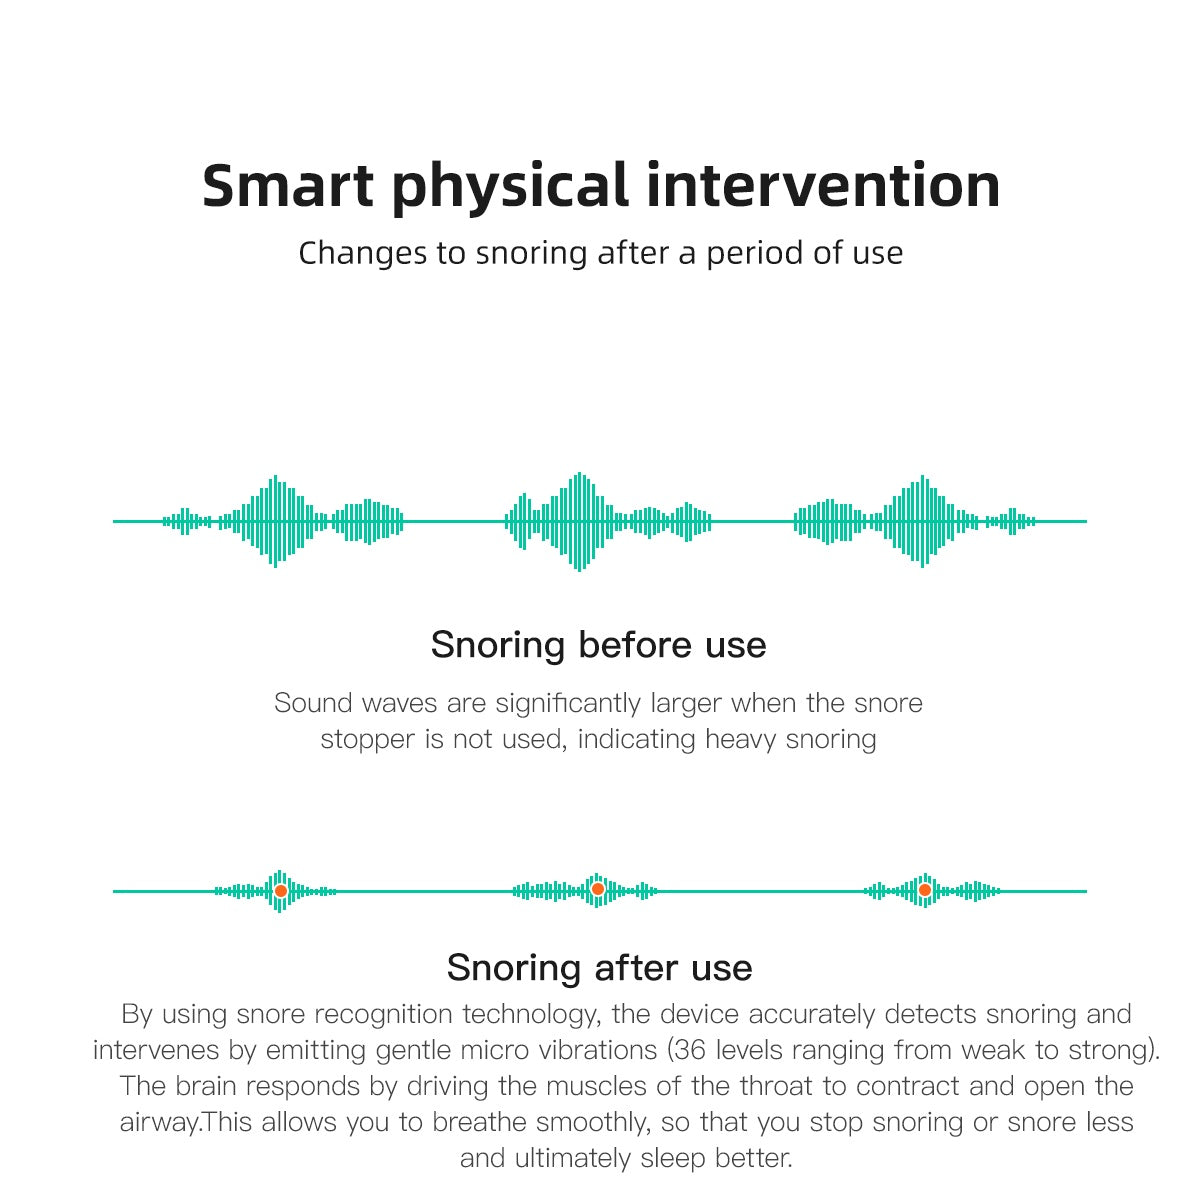 Smart physical intervention
Changes to snoring after a period of use
Snoring before use
Sound waves are significantly larger when the snore
stopper is not used, indicating heavy snoring
Snoring after use
By using snore recognition technology, the device accurately detects snoring and
intervenes by emitting gentle micro vibrations (36 levels ranging from weak to strong).
The brain responds by driving the muscles of the throat to contract and open the
airway.This allows you to breathe smoothly, so that you stop snoring or snore less
and ultimately sleep better.